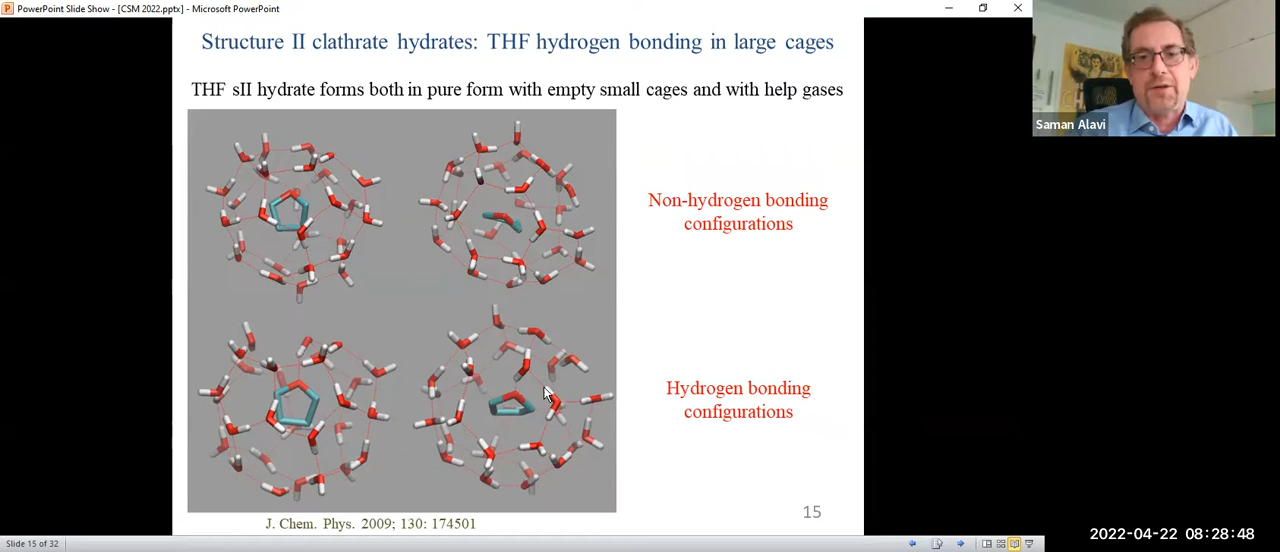 PowerPoint Slide Show - [CSM 2022.pptx] - Microsoft PowerPoint
Structure II clathrate hydrates: THF hydrogen bonding in large cages
THF sII hydrate forms both in pure form with empty small cages and with help gases
Saman Alavi
Non-hydrogen bonding
configurations
Hydrogen bonding
configurations
J. Chem. Phys. 2009; 130: 174501
15
2022-04-22 08:28:48
Slide 15 of 32